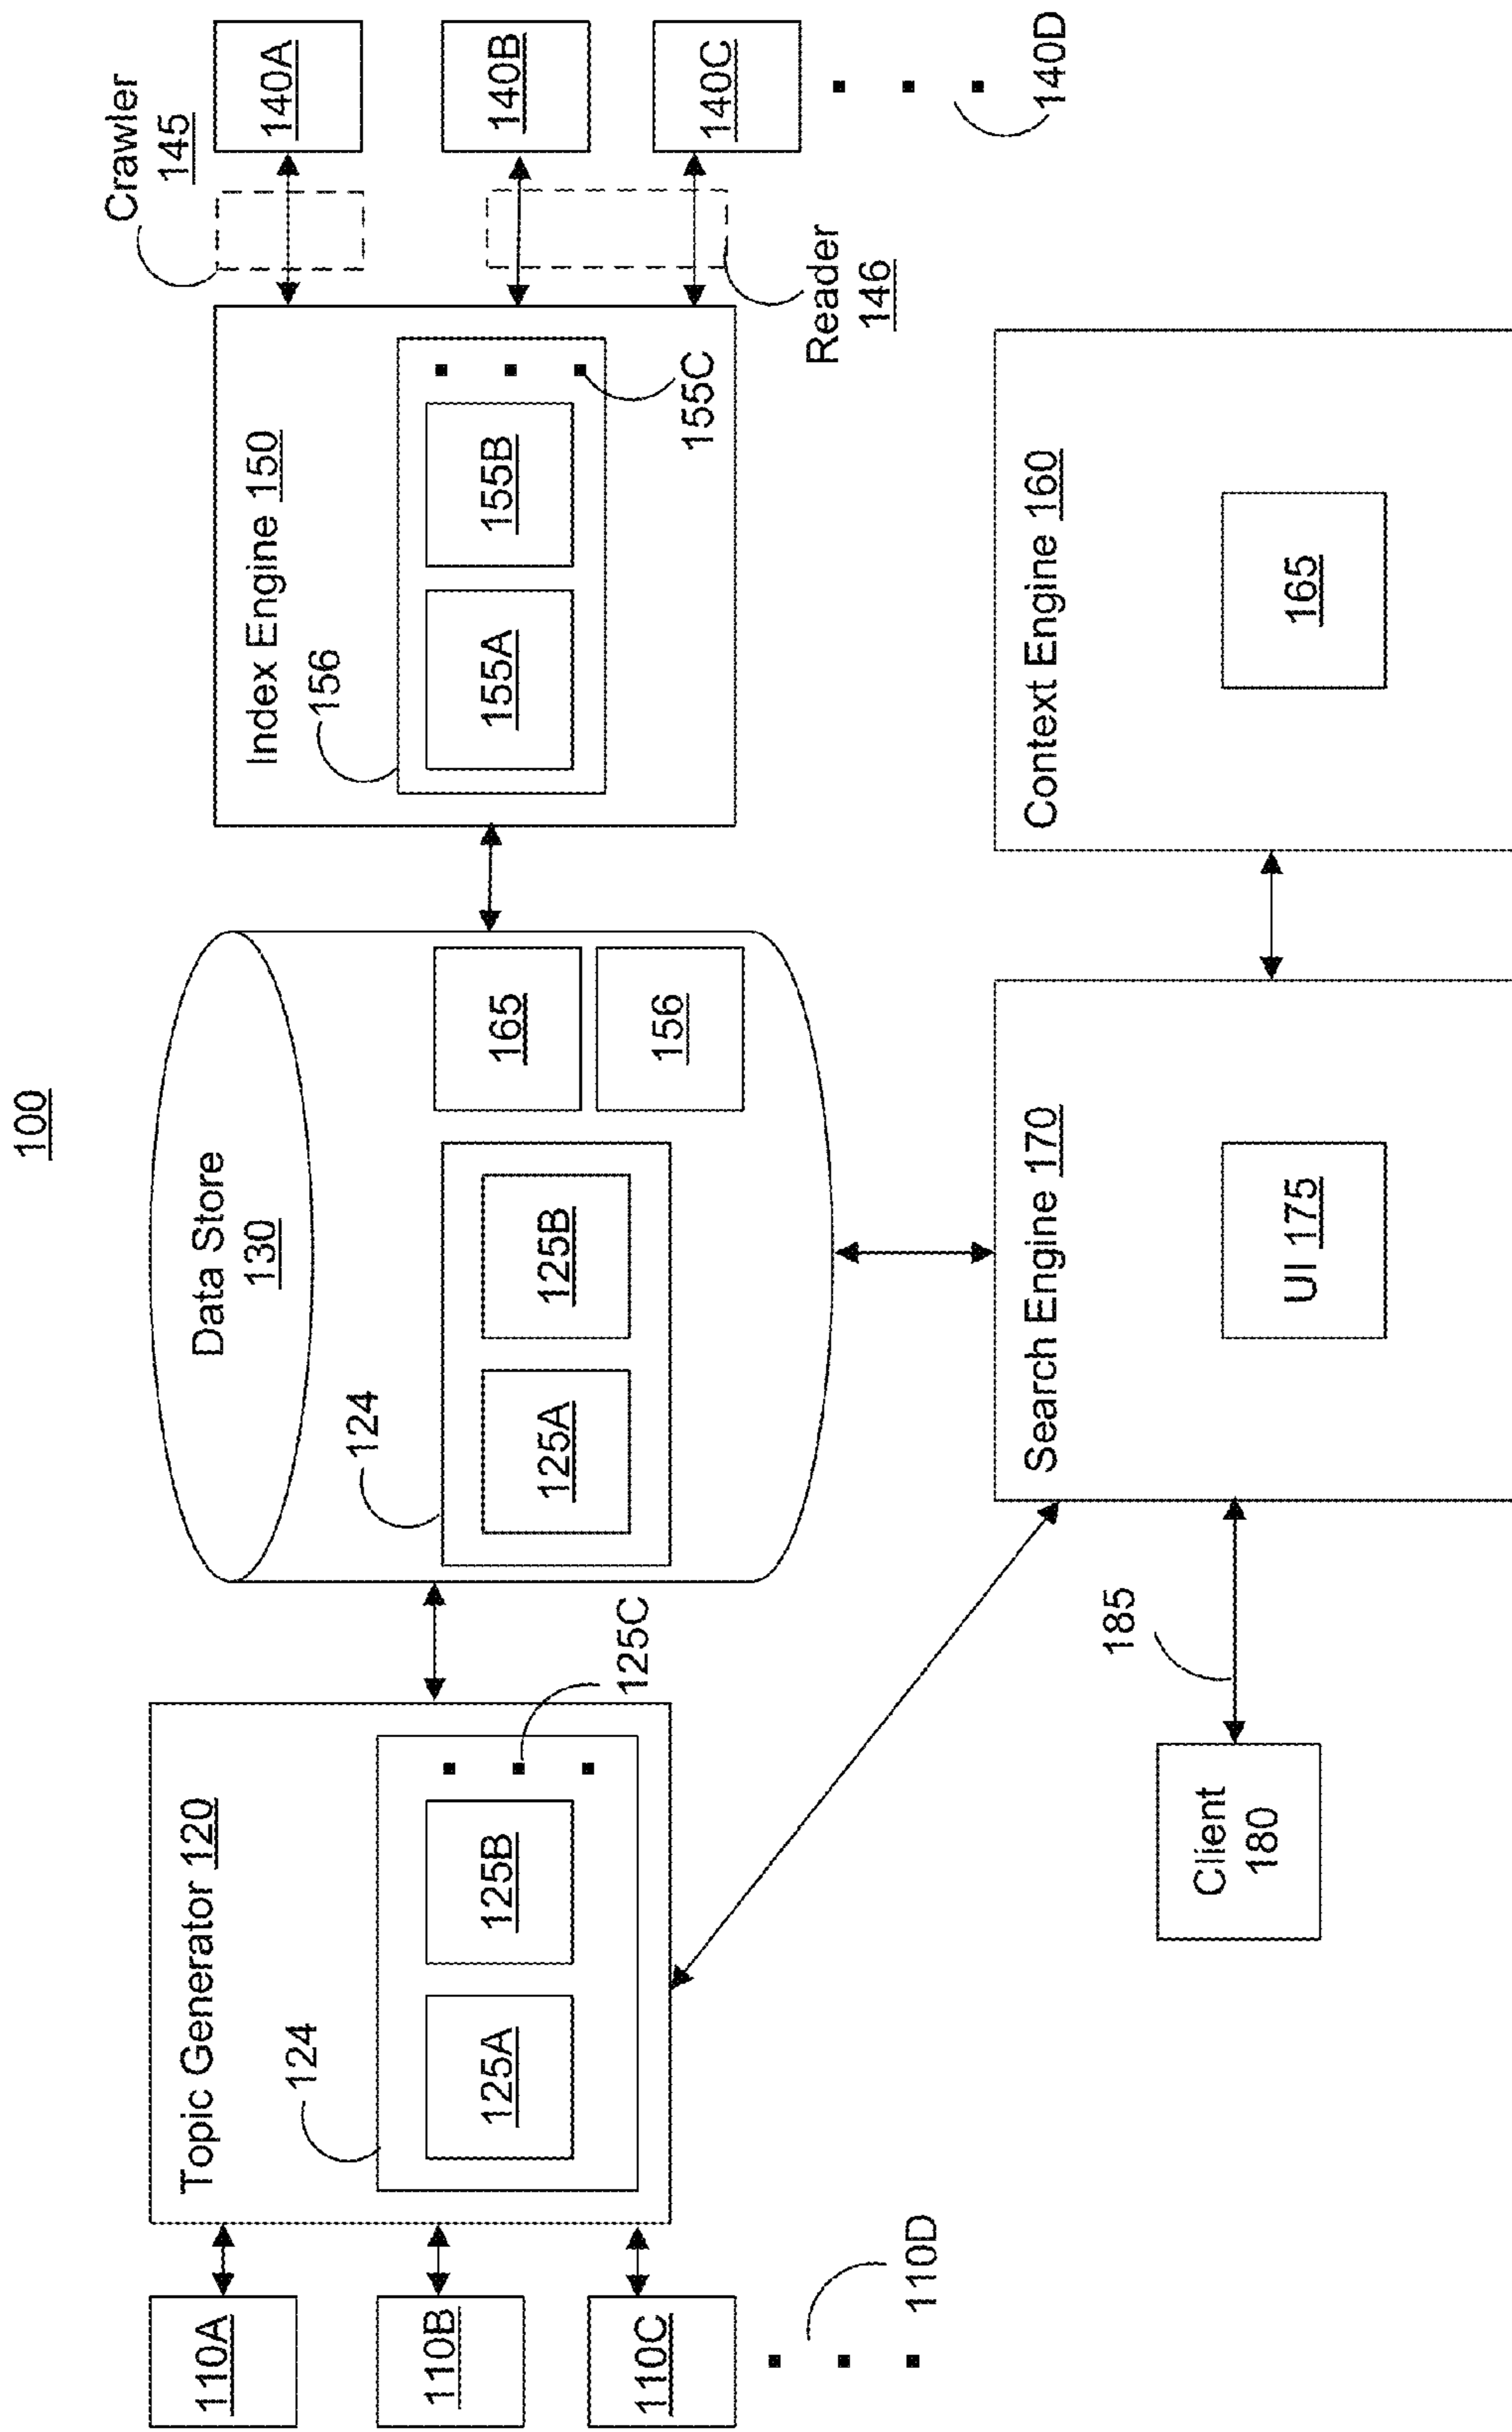 100
110A
110B
110C
110D
Topic Generator 120
124
125A
125B
125C
Data Store
130
124
125A
125B
165
156
Index Engine 150
156
155A
155B
155C
Crawler
145
Reader
146
140A
140B
140C
140D
Client
180
185
Search Engine 170
UI 175
Context Engine 160
165